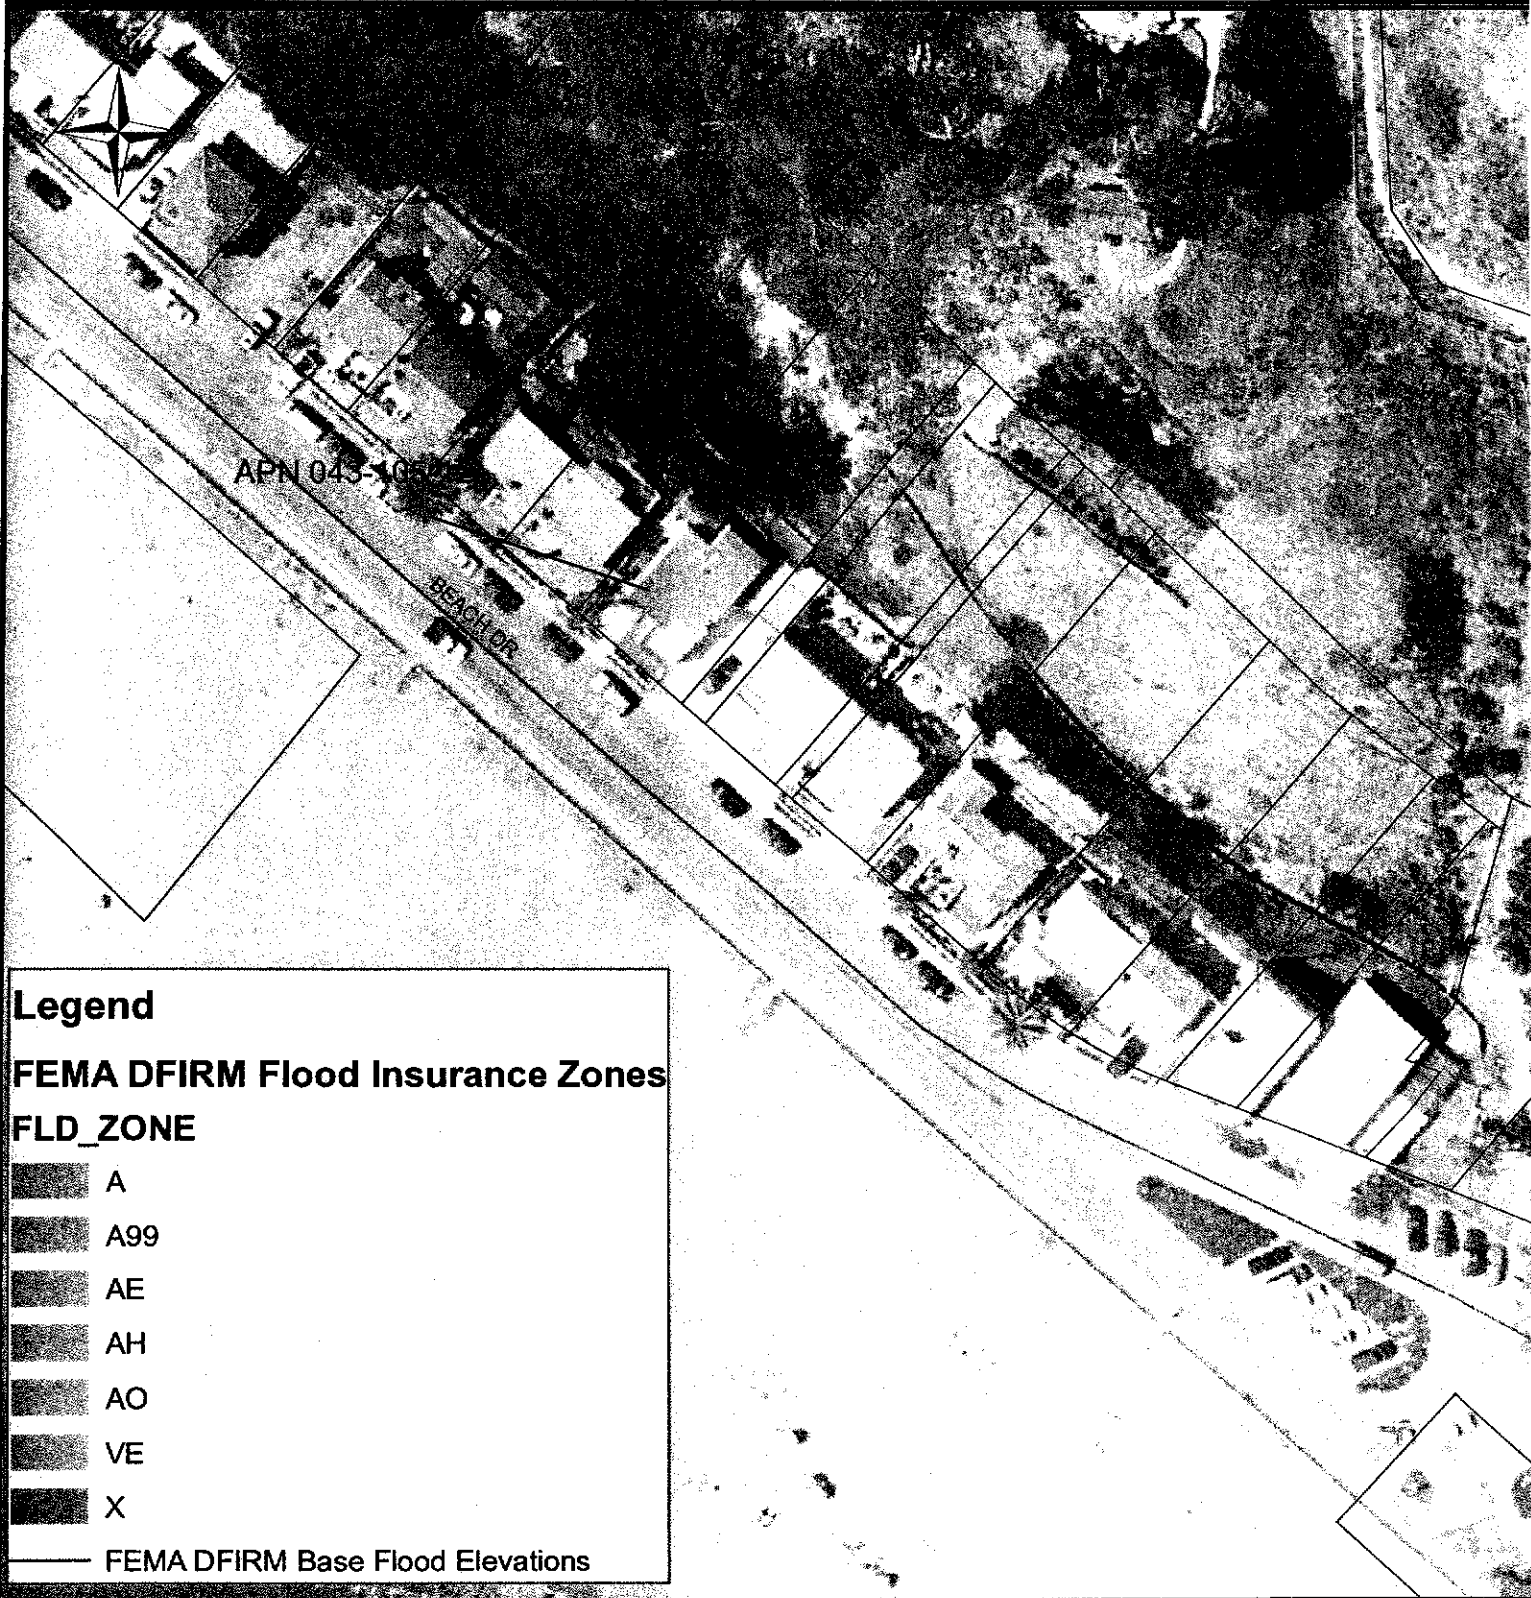 APN 043-105
BEACH DR
Legend
FEMA DFIRM Flood Insurance Zones
FLD_ZONE
A
A99
AE
AH
AO
VE
X
FEMA DFIRM Base Flood Elevations